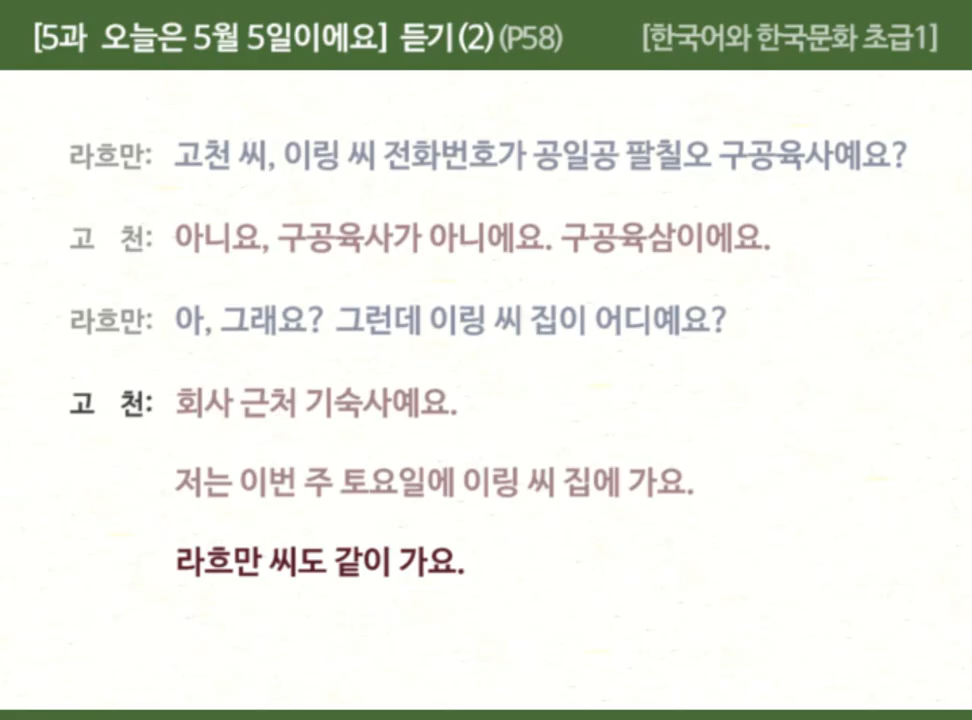 [5과 오늘은 5월 5일이에요] 듣기(2)(P58) [한국어와 한국문화 초급1]
라흐만: 고천 씨, 이링 씨 전화번호가 공일공 팔칠오 구공육사예요?
고 천: 아니요, 구공육사가 아니에요. 구공육삼이에요.
라흐만: 아, 그래요? 그런데 이링 씨 집이 어디예요?
고 천: 회사 근처 기숙사예요.
저는 이번 주 토요일에 이링 씨 집에 가요.
라흐만 씨도 같이 가요.